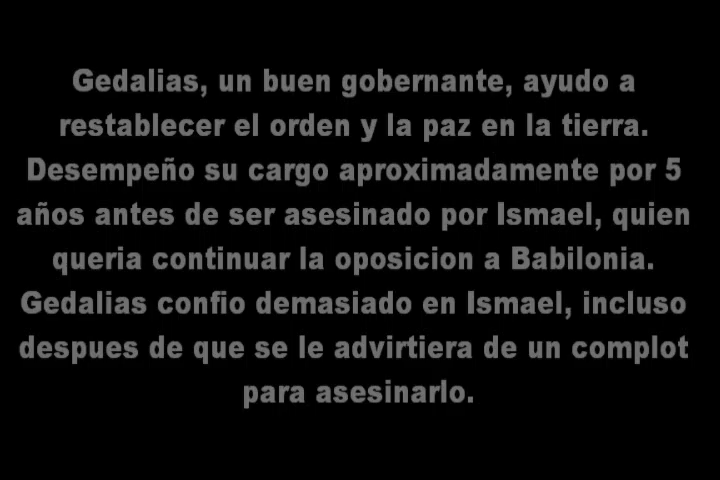 Gedalias, un buen gobernante, ayudo a
restablecer el orden y la paz en la tierra.
Desempeño su cargo aproximadamente por 5
años antes de ser asesinado por Ismael, quien
queria continuar la oposicion a Babilonia.
Gedalias confio demasiado en Ismael, incluso
despues de que se le advirtiera de un complot
para asesinarlo.